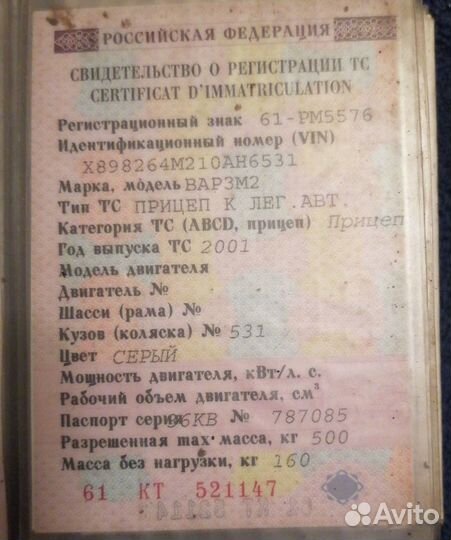 РОССИЙСКАЯ ФЕДЕРАЦИЯ
СВИДЕТЕЛЬСТВО О РЕГИСТРАЦИИ ТС
CERTIFICAT D'IMMATRICULATION
Регистрационный знак 61-РМ5576
Идентификационный номер (VIN)
X898264M210AH6531
Марка, модель ВАРЗМ2
Тип ТС ПРИЦЕП К ЛЕГ.АВТ.
Категория ТС (ABCD, прицеп) Прицеп
Год выпуска ТС 2001
Модель двигателя
Двигатель №
Шасси (рама) №
Кузов (коляска) № 531
Цвет СЕРЫЙ
Мощность двигателя, кВт/л. с.
Рабочий объем двигателя, см³
Паспорт серия 96КВ № 787085
Разрешенная max масса, кг 500
Масса без нагрузки, кг 160
61 КТ 521147
Avito